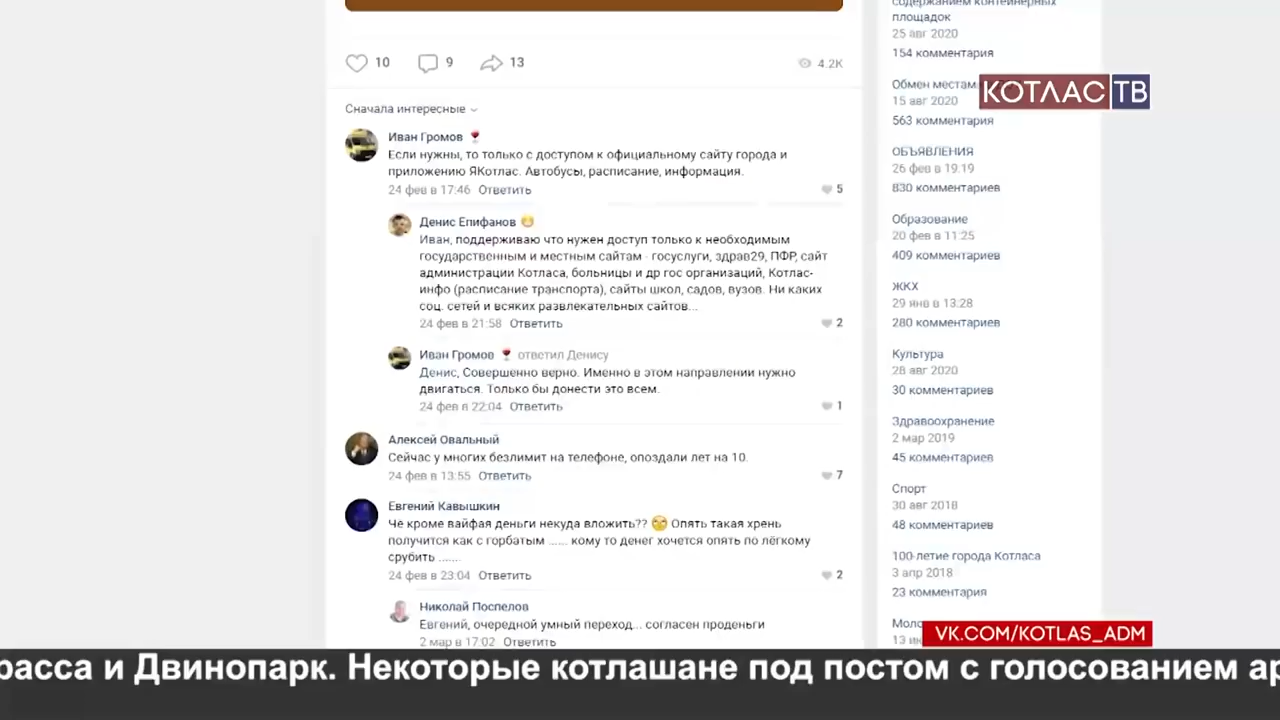 10 9 13 4.2K
Сначала интересные
Иван Громов
Если нужны, то только с доступом к официальному сайту города и
приложению ЯКотлас. Автобусы, расписание, информация.
24 фев в 17:46 Ответить 5
Денис Епифанов
Иван, поддерживаю что нужен доступ только к необходимым
государственным и местным сайтам - госуслуги, здрав29, ПФР, сайт
администрации Котласа, больницы и др гос организаций, Котлас-
инфо (расписание транспорта), сайты школ, садов, вузов. Ни каких
соц. сетей и всяких развлекательных сайтов...
24 фев в 21:58 Ответить 2
Иван Громов ответил Денису
Денис, Совершенно верно. Именно в этом направлении нужно
двигаться. Только бы донести это всем.
24 фев в 22:04 Ответить 1
Алексей Овальный
Сейчас у многих безлимит на телефоне, опоздали лет на 10.
24 фев в 13:55 Ответить 7
Евгений Кавышкин
Че кроме вайфая деньги некуда вложить?? Опять такая хрень
получится как с горбатым ...... кому то денег хочется опять по лёгкому
срубить .......
24 фев в 23:04 Ответить 2
Николай Поспелов
Евгений, очередной умный переход... согласен проденьги
2 мар в 17:02 Ответить
содержанием контейнерных
площадок
25 авг 2020
154 комментария
Обмен местам
15 авг 2020
563 комментария
ОБЪЯВЛЕНИЯ
26 фев в 19:19
830 комментариев
Образование
20 фев в 11:25
409 комментариев
ЖКХ
29 янв в 13:28
280 комментариев
Культура
28 авг 2020
30 комментариев
Здравоохранение
2 мар 2019
45 комментариев
Спорт
30 авг 2018
48 комментариев
100-летие города Котласа
3 апр 2018
23 комментария
Моло
13 ик
КОТЛАС ТВ
VK.COM/KOTLAS_ADM
расса и Двинопарк. Некоторые котлашане под постом с голосованием ар